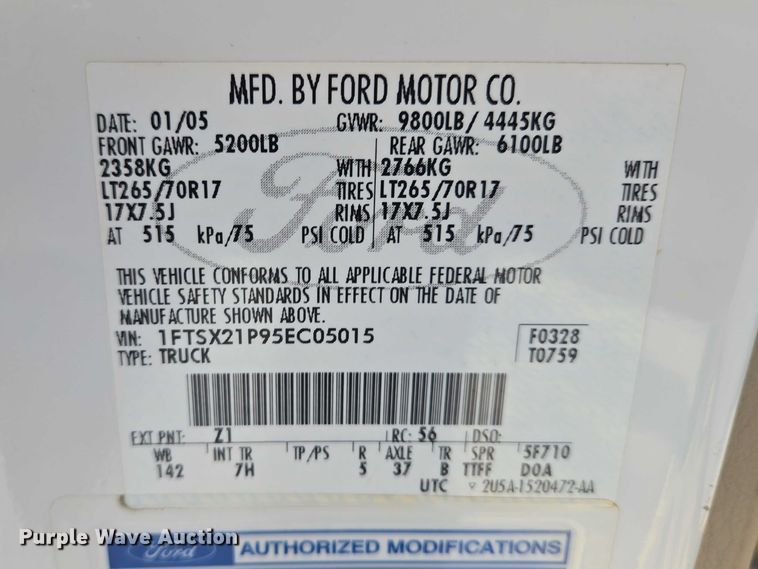 MFD. BY FORD MOTOR CO.
DATE: 01/05 GVWR: 9800LB/ 4445KG
FRONT GAWR: 5200LB REAR GAWR: 6100LB
2358KG WITH 2766KG WITH
LT265/70R17 TIRES LT265/70R17 TIRES
17X7.5J RIMS 17X7.5J RIMS
AT 515 kPa/75 PSI COLD AT 515 kPa/75 PSI COLD
Ford
THIS VEHICLE CONFORMS TO ALL APPLICABLE FEDERAL MOTOR
VEHICLE SAFETY STANDARDS IN EFFECT ON THE DATE OF
MANUFACTURE SHOWN ABOVE.
VIN: 1FTSX21P95EC05015 F0328
TYPE: TRUCK T0759
EXT PNT: Z1 RC: 56 DSO:
WB INT TR TP/PS R AXLE TR SPR 5F710
142 7H 5 37 B TTFF DOA
UTC 2U5A-1520472-AA
Purple Wave Auction
Ford AUTHORIZED MODIFICATIONS